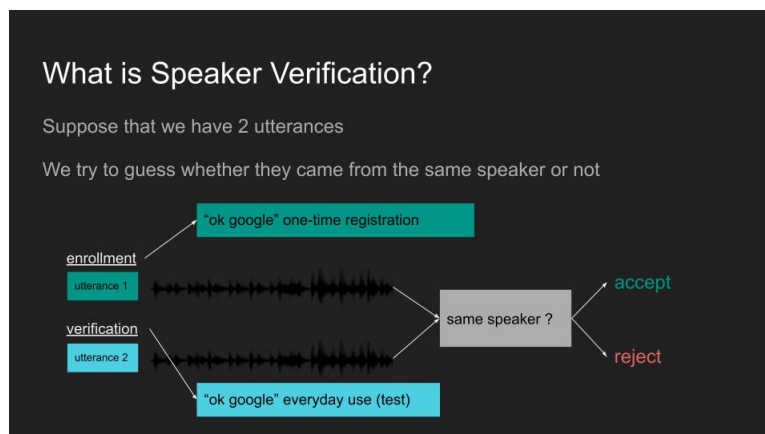 What is Speaker Verification?
Suppose that we have 2 utterances
We try to guess whether they came from the same speaker or not
“ok google” one-time registration
enrollment
utterance 1
accept
same speaker ?
verification
utterance 2
reject
“ok google” everyday use (test)